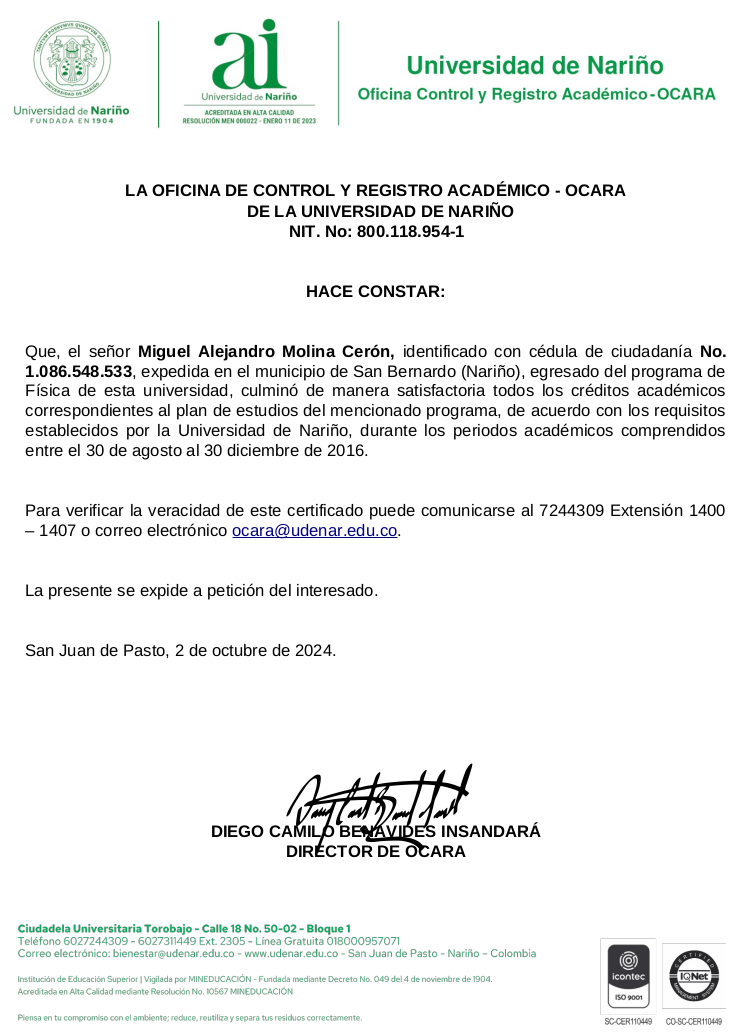 TANTVM POSSVMVS QVANTVM SCIMVS
UNIVERSIDAD DE NARIÑO
Universidad de Nariño
FUNDADA EN 1904
ai
Universidad de Nariño
ACREDITADA EN ALTA CALIDAD
RESOLUCIÓN MEN 000022 - ENERO 11 DE 2023
Universidad de Nariño
Oficina Control y Registro Académico-OCARA
LA OFICINA DE CONTROL Y REGISTRO ACADÉMICO - OCARA
DE LA UNIVERSIDAD DE NARIÑO
NIT. No: 800.118.954-1
HACE CONSTAR:
Que, el señor Miguel Alejandro Molina Cerón, identificado con cédula de ciudadanía No.
1.086.548.533, expedida en el municipio de San Bernardo (Nariño), egresado del programa de
Física de esta universidad, culminó de manera satisfactoria todos los créditos académicos
correspondientes al plan de estudios del mencionado programa, de acuerdo con los requisitos
establecidos por la Universidad de Nariño, durante los periodos académicos comprendidos
entre el 30 de agosto al 30 diciembre de 2016.
Para verificar la veracidad de este certificado puede comunicarse al 7244309 Extensión 1400
– 1407 o correo electrónico ocara@udenar.edu.co.
La presente se expide a petición del interesado.
San Juan de Pasto, 2 de octubre de 2024.
DIEGO CAMILO BENAVIDES INSANDARÁ
DIRECTOR DE OCARA
Ciudadela Universitaria Torobajo - Calle 18 No. 50-02 - Bloque 1
Teléfono 6027244309 - 6027311449 Ext. 2305 - Línea Gratuita 018000957071
Correo electrónico: bienestar@udenar.edu.co - www.udenar.edu.co - San Juan de Pasto - Nariño – Colombia
Institución de Educación Superior | Vigilada por MINEDUCACIÓN - Fundada mediante Decreto No. 049 del 4 de noviembre de 1904.
Acreditada en Alta Calidad mediante Resolución No. 10567 MINEDUCACIÓN
Piensa en tu compromiso con el ambiente; reduce, reutiliza y separa tus residuos correctamente.
icontec
ISO 9001
SC-CER110449
CERTIFIED
IQNet
MANAGEMENT SYSTEM
CO-SC-CER110449